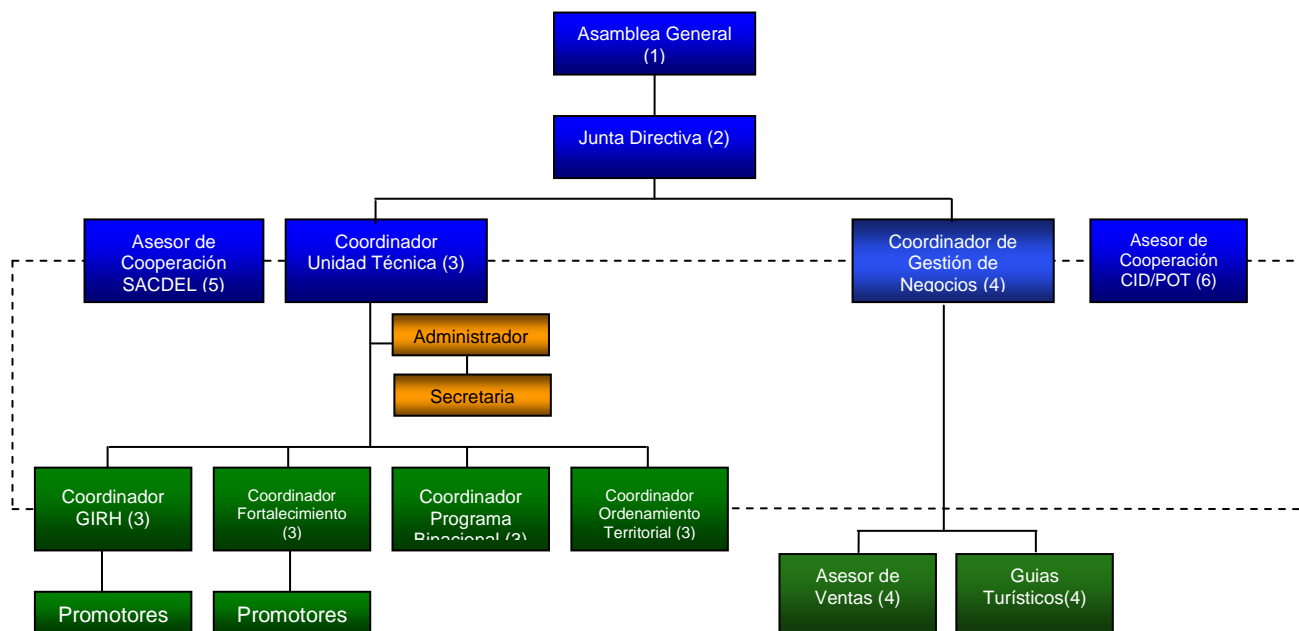 Asamblea General
(1)
Junta Directiva (2)
Asesor de
Cooperación
SACDEL (5)
Coordinador
Unidad Técnica (3)
Coordinador de
Gestión de
Negocios (4)
Asesor de
Cooperación
CID/POT (6)
Administrador
Secretaria
Coordinador
GIRH (3)
Coordinador
Fortalecimiento
(3)
Coordinador
Programa
Binacional (3)
Coordinador
Ordenamiento
Territorial (3)
Asesor de
Ventas (4)
Guias
Turísticos(4)
Promotores
Promotores